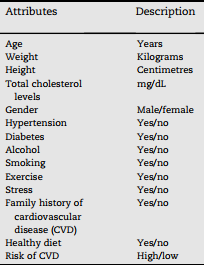 Attributes Description
Age Years
Weight Kilograms
Height Centimetres
Total cholesterol mg/dL
levels
Gender Male/female
Hypertension Yes/no
Diabetes Yes/no
Alcohol Yes/no
Smoking Yes/no
Exercise Yes/no
Stress Yes/no
Family history of Yes/no
cardiovascular
disease (CVD)
Healthy diet Yes/no
Risk of CVD High/low